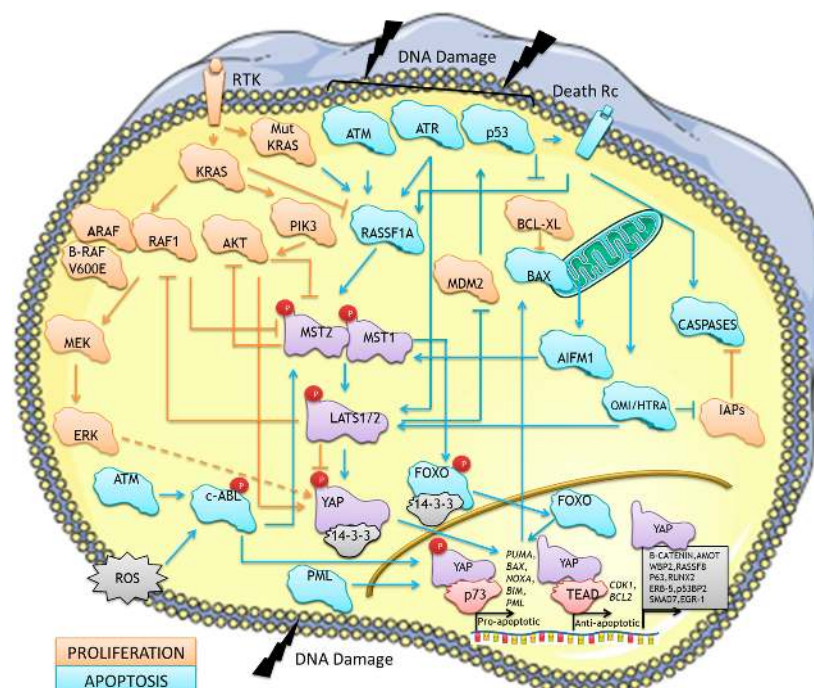 DNA Damage
RTK
Death Rc
Mut
KRAS
ATM
ATR
p53
KRAS
PIK3
RASSF1A
BCL-XL
ARAF
RAF1
AKT
B-RAF
V600E
MDM2
BAX
MEK
P
P
MST2
MST1
CASPASES
AIFM1
P
LATS1/2
OMI/HTRA
IAPs
ERK
ATM
P
c-ABL
P
YAP
14-3-3
FOXO
P
14-3-3
FOXO
ROS
PML
P
YAP
p73
PUMA,
BAX,
NOXA,
BIM,
PML
YAP
TEAD
CDK1,
BCL2
YAP
B-CATENIN,AMOT
WBP2,RASSF8
P63,RUNX2
ERB-5,p53BP2
SMAD7,EGR-1
Pro-apoptotic
Anti-apoptotic
DNA Damage
PROLIFERATION
APOPTOSIS